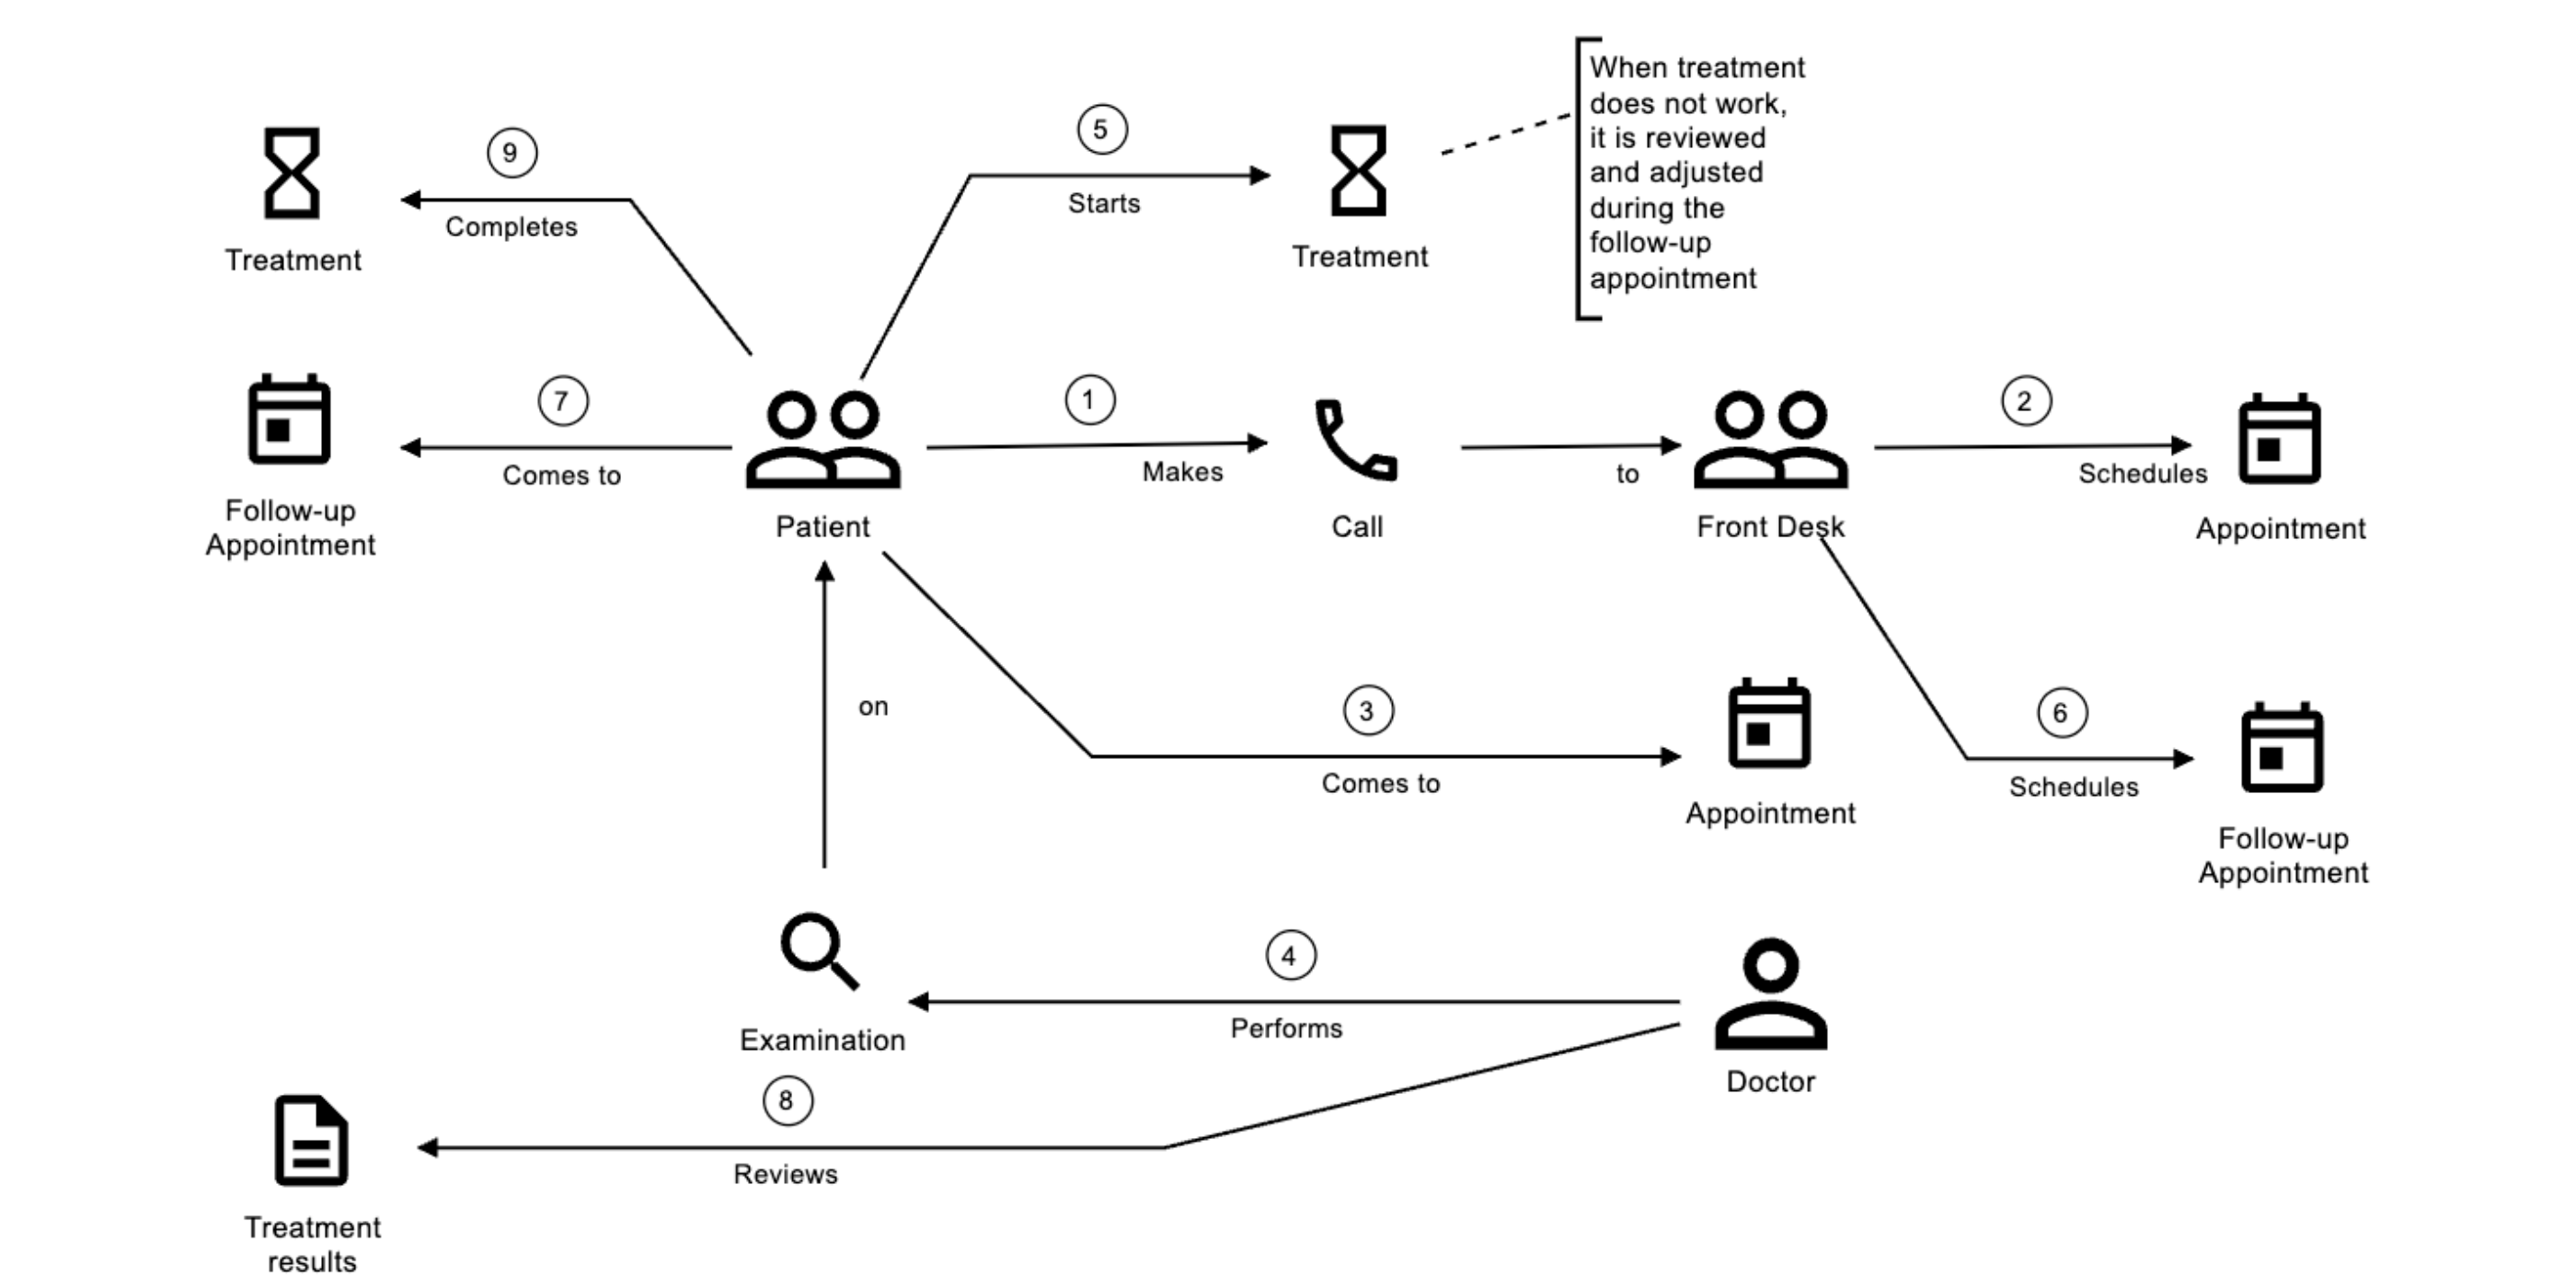 When treatment
does not work,
it is reviewed
and adjusted
during the
follow-up
appointment
9
Completes
Treatment
5
Starts
Treatment
7
Comes to
Follow-up
Appointment
Patient
1
Makes
Call
to
Front Desk
2
Schedules
Appointment
on
3
Comes to
Appointment
6
Schedules
Follow-up
Appointment
Examination
4
Performs
Doctor
8
Reviews
Treatment
results